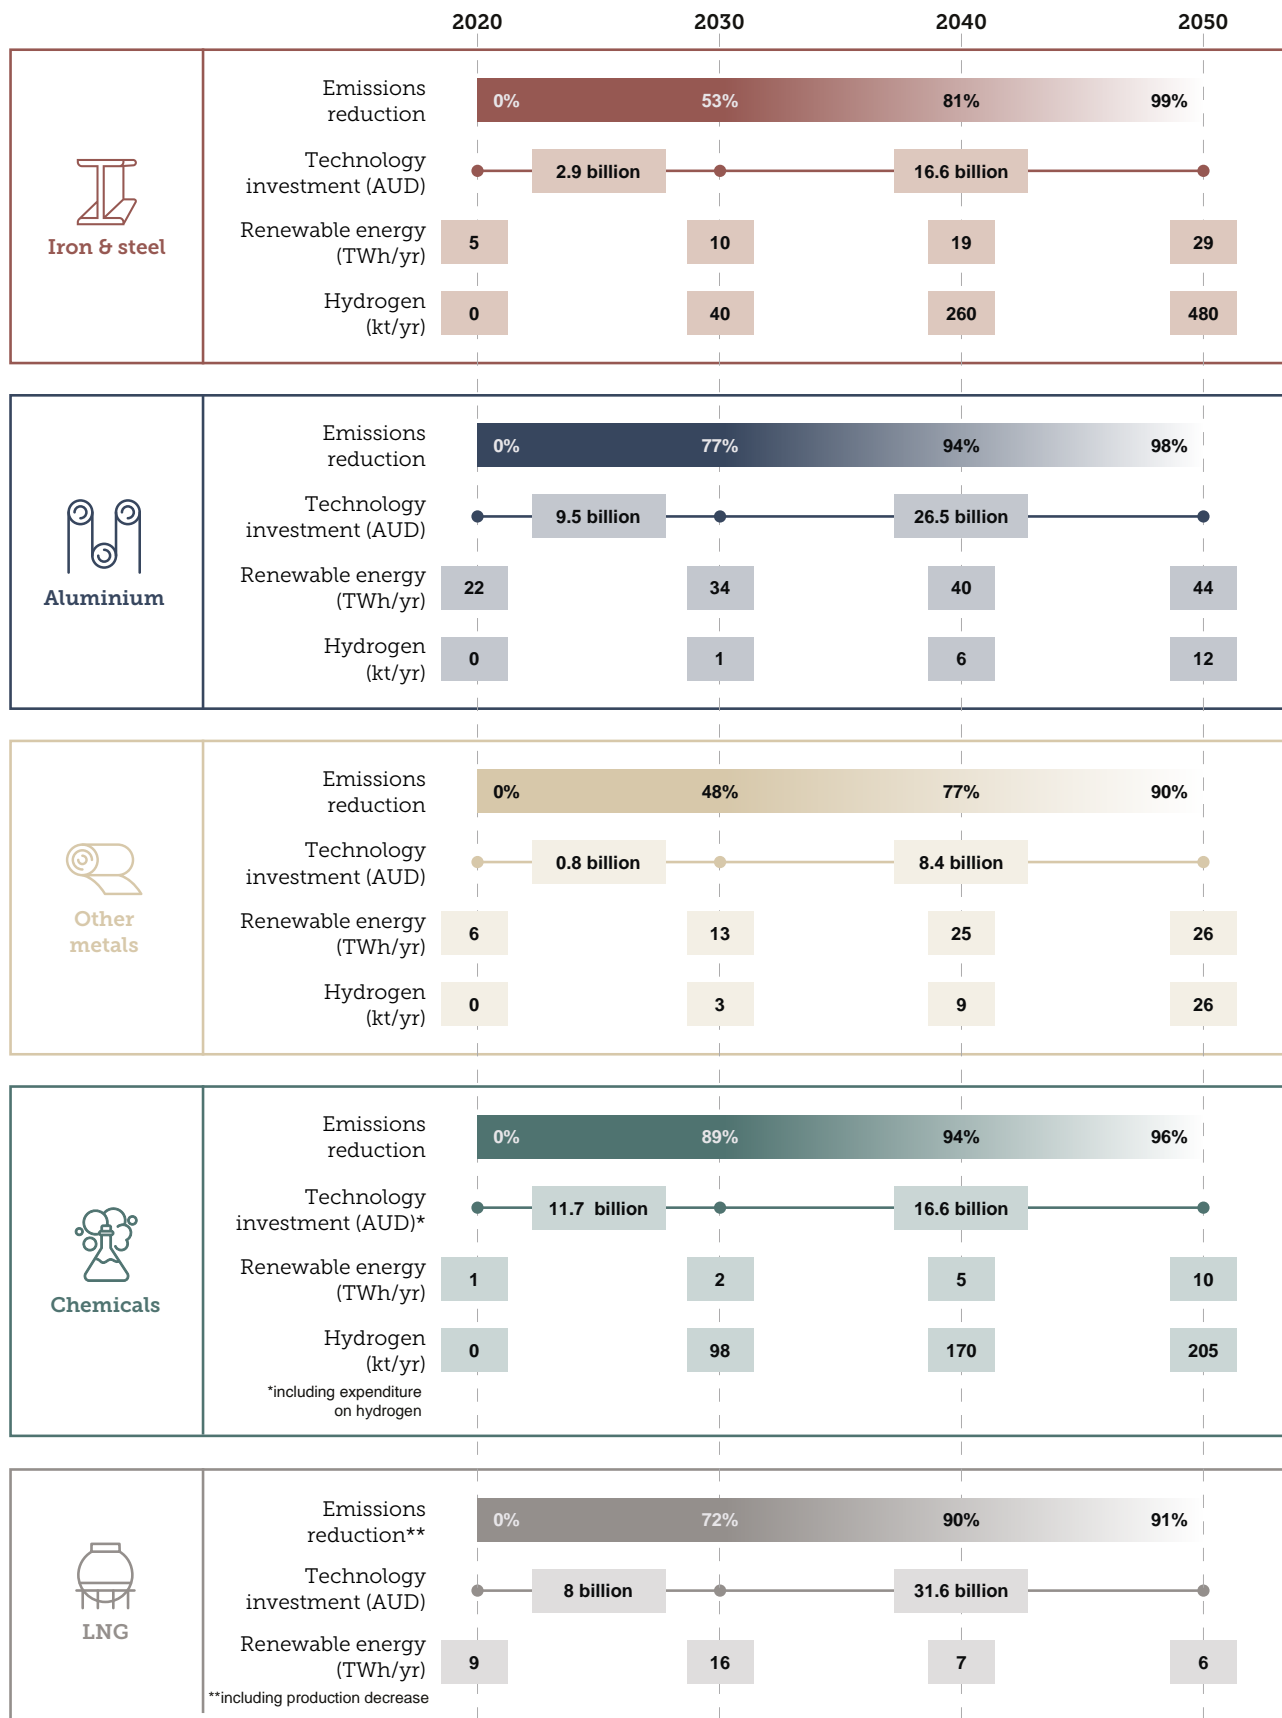 2020 2030 2040 2050
Emissions
reduction
0% 53% 81% 99%
Technology
investment (AUD)
2.9 billion 16.6 billion
Iron & steel
Renewable energy
(TWh/yr)
5 10 19 29
Hydrogen
(kt/yr)
0 40 260 480
Emissions
reduction
0% 77% 94% 98%
Technology
investment (AUD)
9.5 billion 26.5 billion
Aluminium
Renewable energy
(TWh/yr)
22 34 40 44
Hydrogen
(kt/yr)
0 1 6 12
Emissions
reduction
0% 48% 77% 90%
Technology
investment (AUD)
0.8 billion 8.4 billion
Other
metals
Renewable energy
(TWh/yr)
6 13 25 26
Hydrogen
(kt/yr)
0 3 9 26
Emissions
reduction
0% 89% 94% 96%
Technology
investment (AUD)*
11.7 billion 16.6 billion
Chemicals
Renewable energy
(TWh/yr)
1 2 5 10
Hydrogen
(kt/yr)
0 98 170 205
*including expenditure
on hydrogen
Emissions
reduction**
0% 72% 90% 91%
Technology
investment (AUD)
8 billion 31.6 billion
LNG
Renewable energy
(TWh/yr)
9 16 7 6
**including production decrease